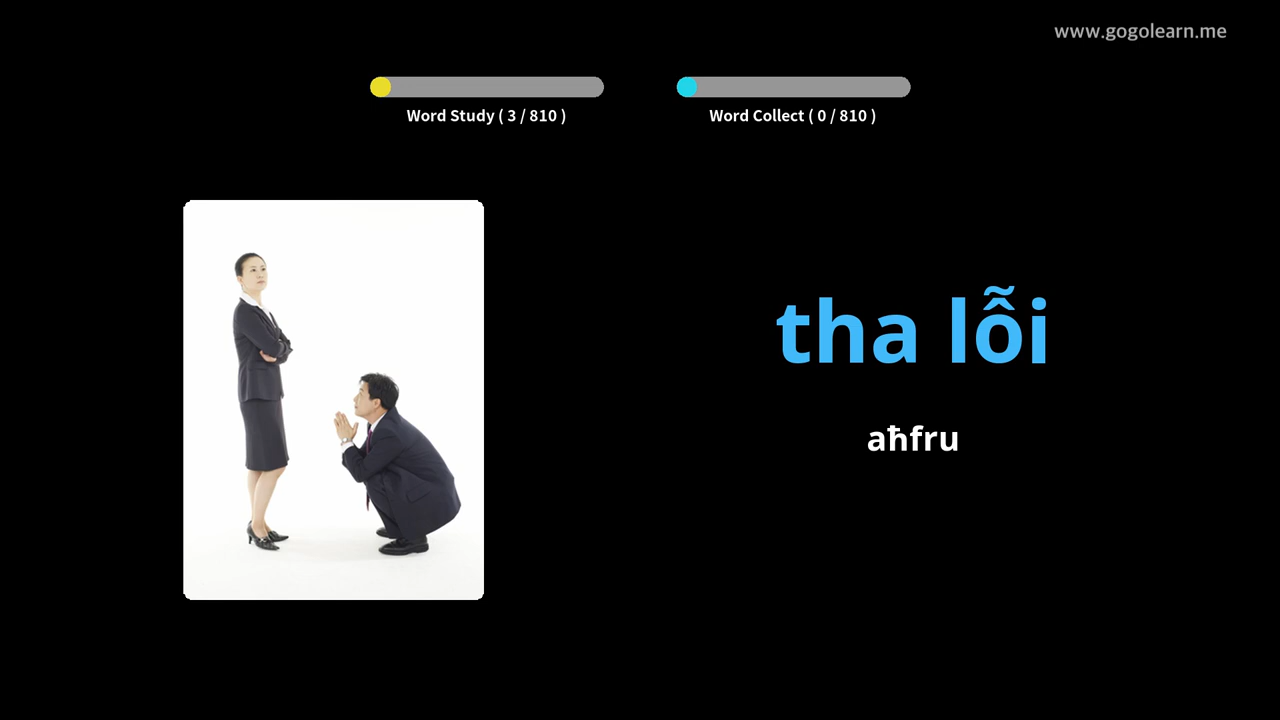 www.gogolearn.me
Word Study ( 3 / 810 )
Word Collect ( 0 / 810 )
tha lỗi
aħfru